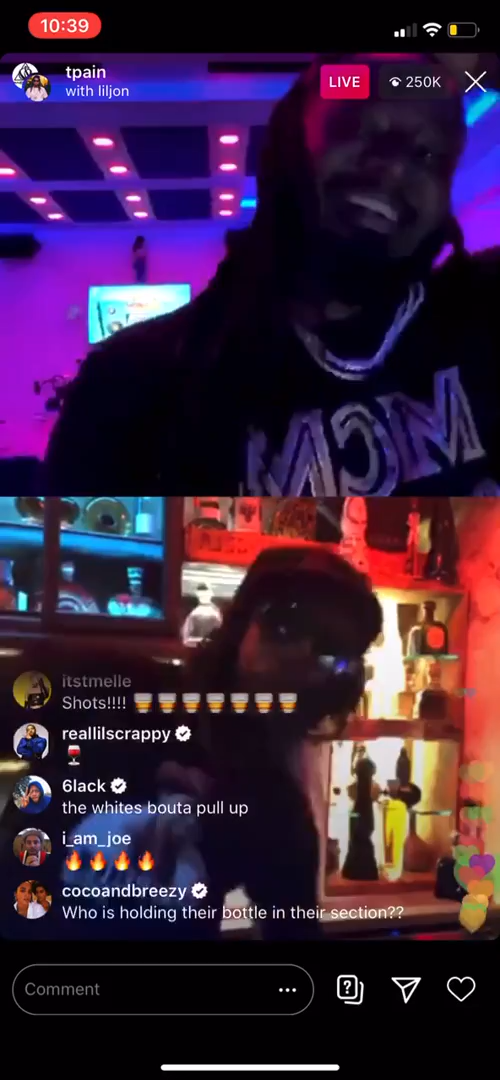 10:39
tpain
with liljon
LIVE
250K
itstmelle
Shots!!!! 🥃🥃🥃🥃🥃🥃🥃
reallilscrappy
🍷
6lack
the whites bouta pull up
i_am_joe
🔥🔥🔥🔥
cocoandbreezy
Who is holding their bottle in their section??
Comment